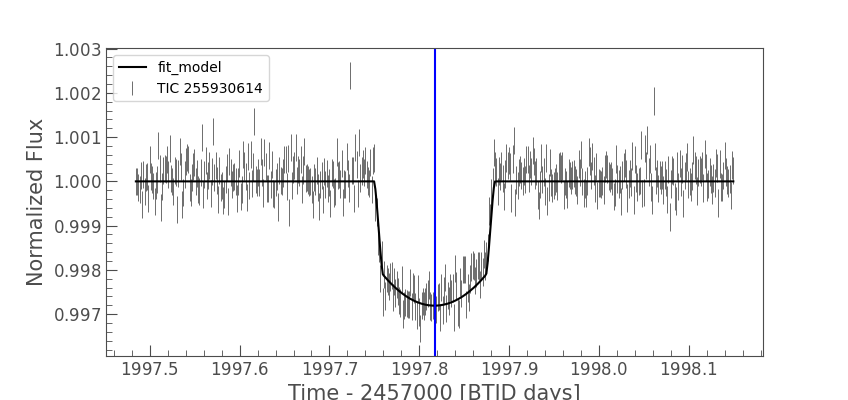 1.003
1.002
1.001
1.000
0.999
0.998
0.997
Normalized Flux
fit_model
TIC 255930614
1997.5 1997.6 1997.7 1997.8 1997.9 1998.0 1998.1
Time - 2457000 [BTJD days]